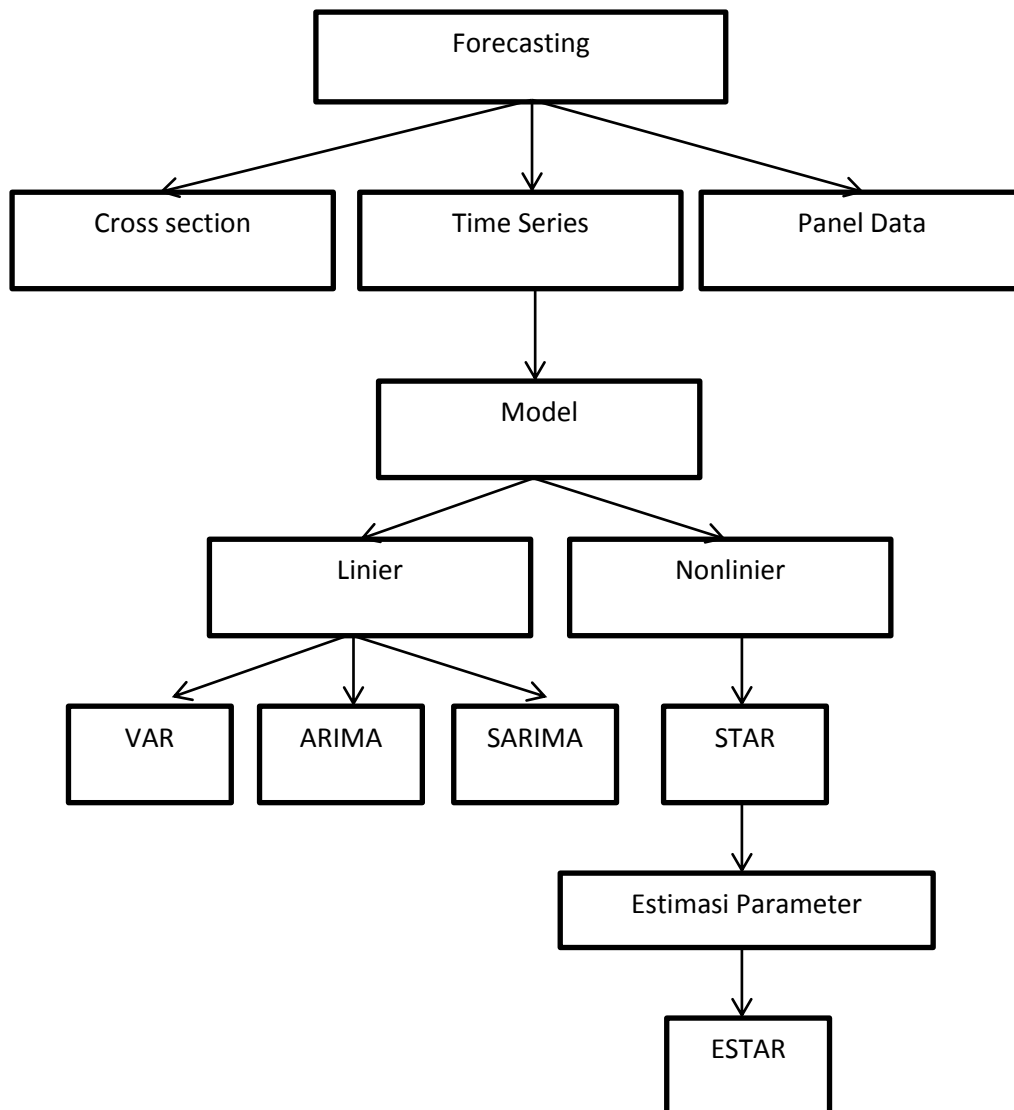 Forecasting
Cross section
Time Series
Panel Data
Model
Linier
Nonlinier
VAR
ARIMA
SARIMA
STAR
Estimasi Parameter
ESTAR